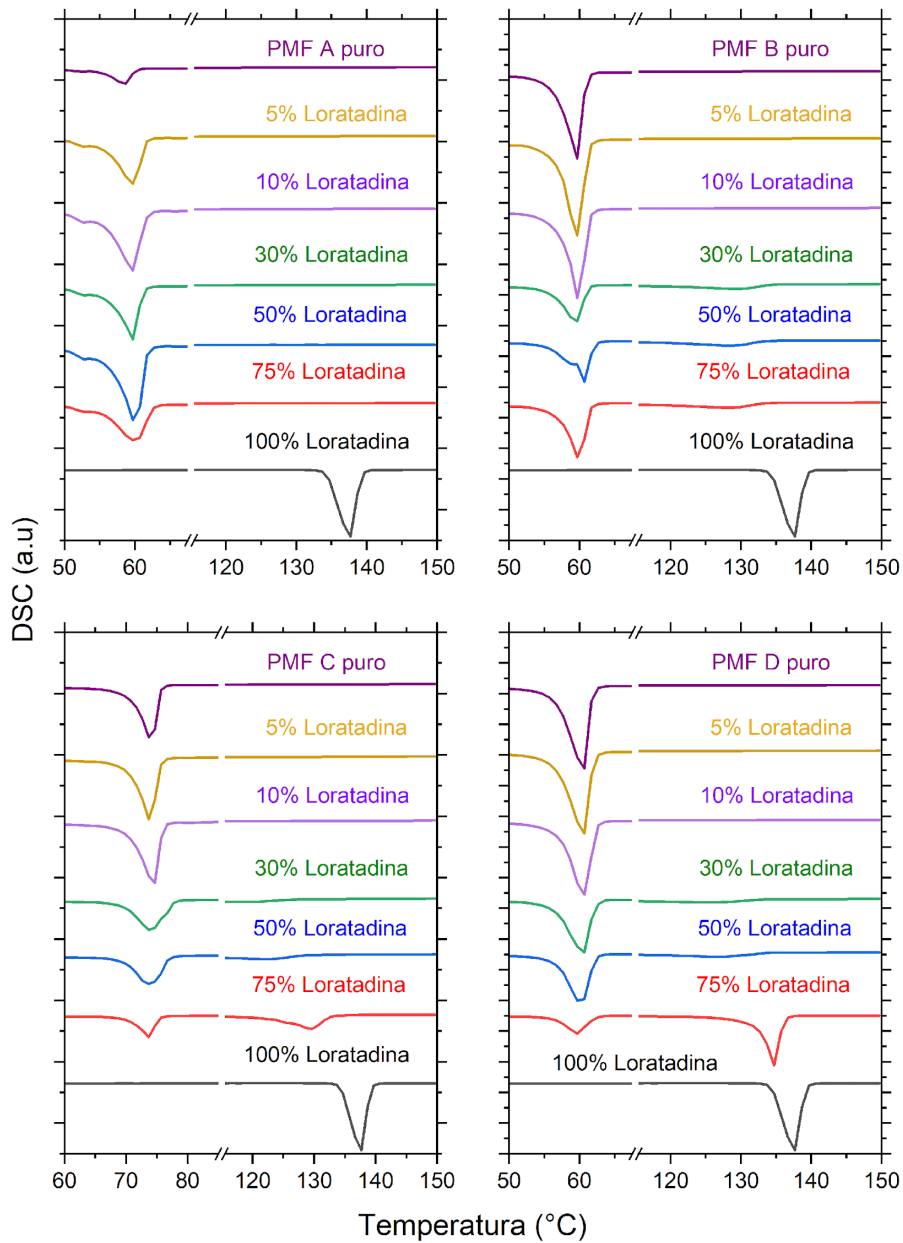 PMF A puro
5% Loratadina
10% Loratadina
30% Loratadina
50% Loratadina
75% Loratadina
100% Loratadina
50 60 70 80 120 130 140 150
PMF B puro
5% Loratadina
10% Loratadina
30% Loratadina
50% Loratadina
75% Loratadina
100% Loratadina
50 60 120 130 140 150
DSC (a.u)
PMF C puro
5% Loratadina
10% Loratadina
30% Loratadina
50% Loratadina
75% Loratadina
100% Loratadina
60 70 80 120 130 140 150
PMF D puro
5% Loratadina
10% Loratadina
30% Loratadina
50% Loratadina
75% Loratadina
100% Loratadina
50 60 120 130 140 150
Temperatura (°C)